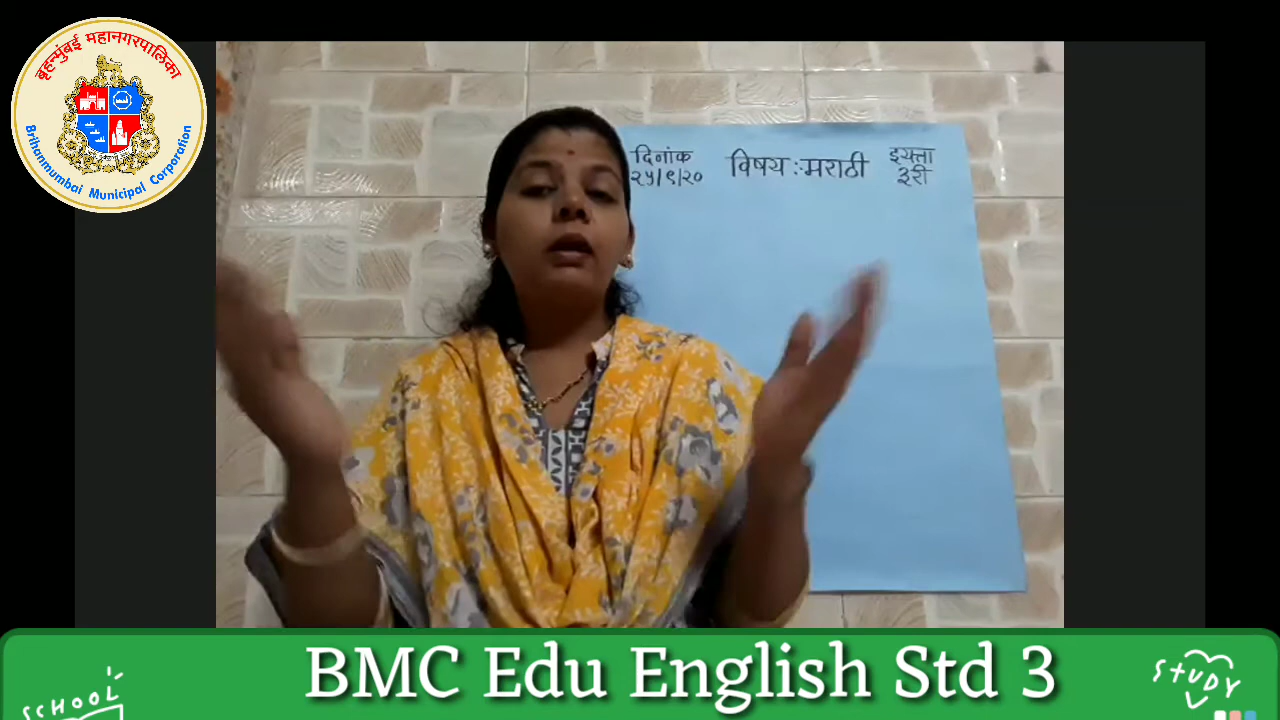 बृहन्मुंबई महानगरपालिका
Brihanmumbai Municipal Corporation
दिनांक
२५/९/२०
विषय :- मराठी
इयत्ता
३री
BMC Edu English Std 3
SCHOOL
STUDY